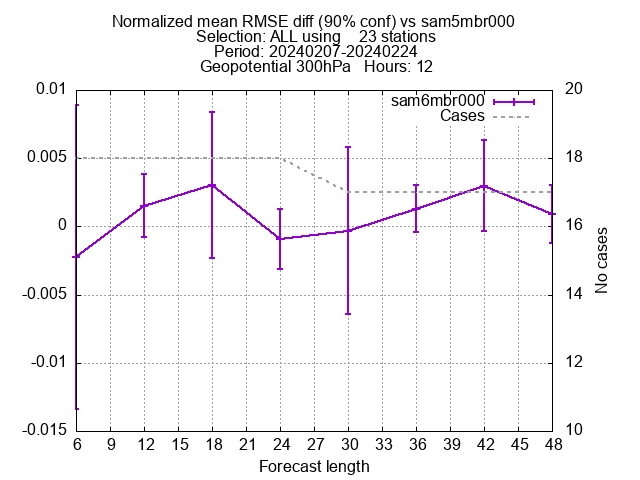 Normalized mean RMSE diff (90% conf) vs sam5mbr000
Selection: ALL using    23 stations
Period: 20240207-20240224
Geopotential 300hPa   Hours: 12
sam6mbr000
Cases
0.01
0.005
0
-0.005
-0.01
-0.015
20
18
16
14
12
10
No cases
6 9 12 15 18 21 24 27 30 33 36 39 42 45 48
Forecast length